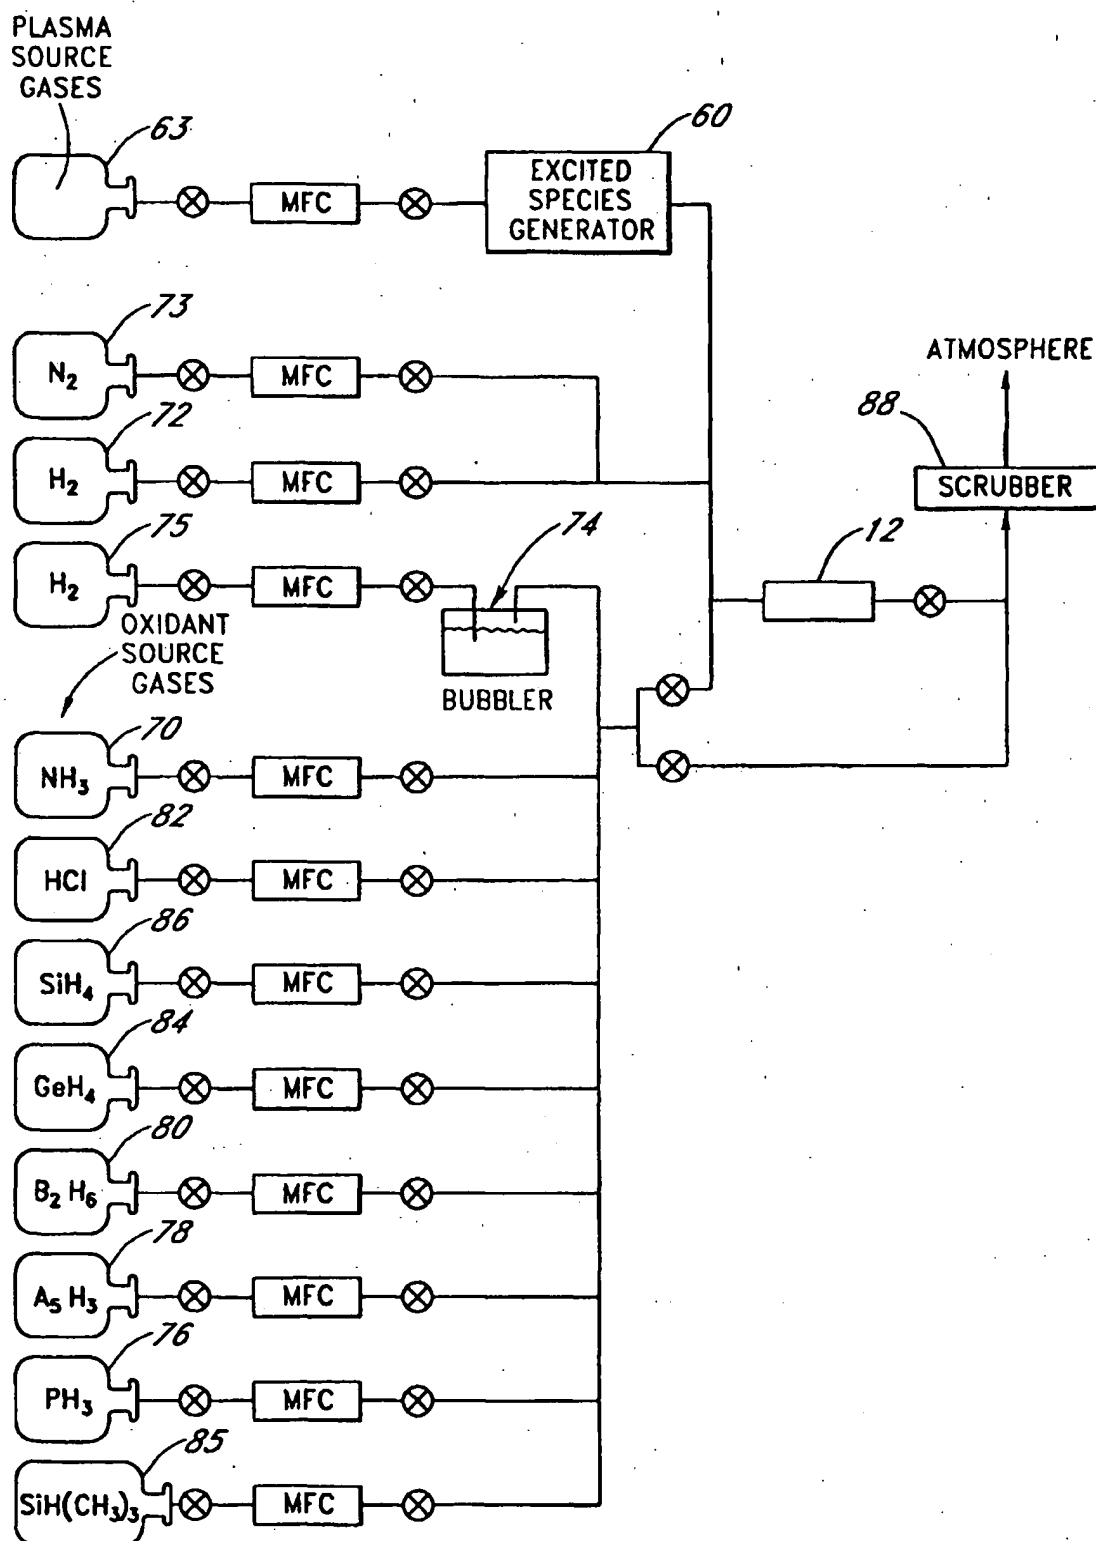 PLASMA
SOURCE
GASES
63
60
MFC
EXCITED
SPECIES
GENERATOR
73
N₂
MFC
ATMOSPHERE
72
88
H₂
MFC
SCRUBBER
75
74
12
H₂
MFC
OXIDANT
SOURCE
GASES
BUBBLER
70
NH₃
MFC
82
HCl
MFC
86
SiH₄
MFC
84
GeH₄
MFC
80
B₂ H₆
MFC
78
A₅ H₃
MFC
76
PH₃
MFC
85
SiH(CH₃)₃
MFC